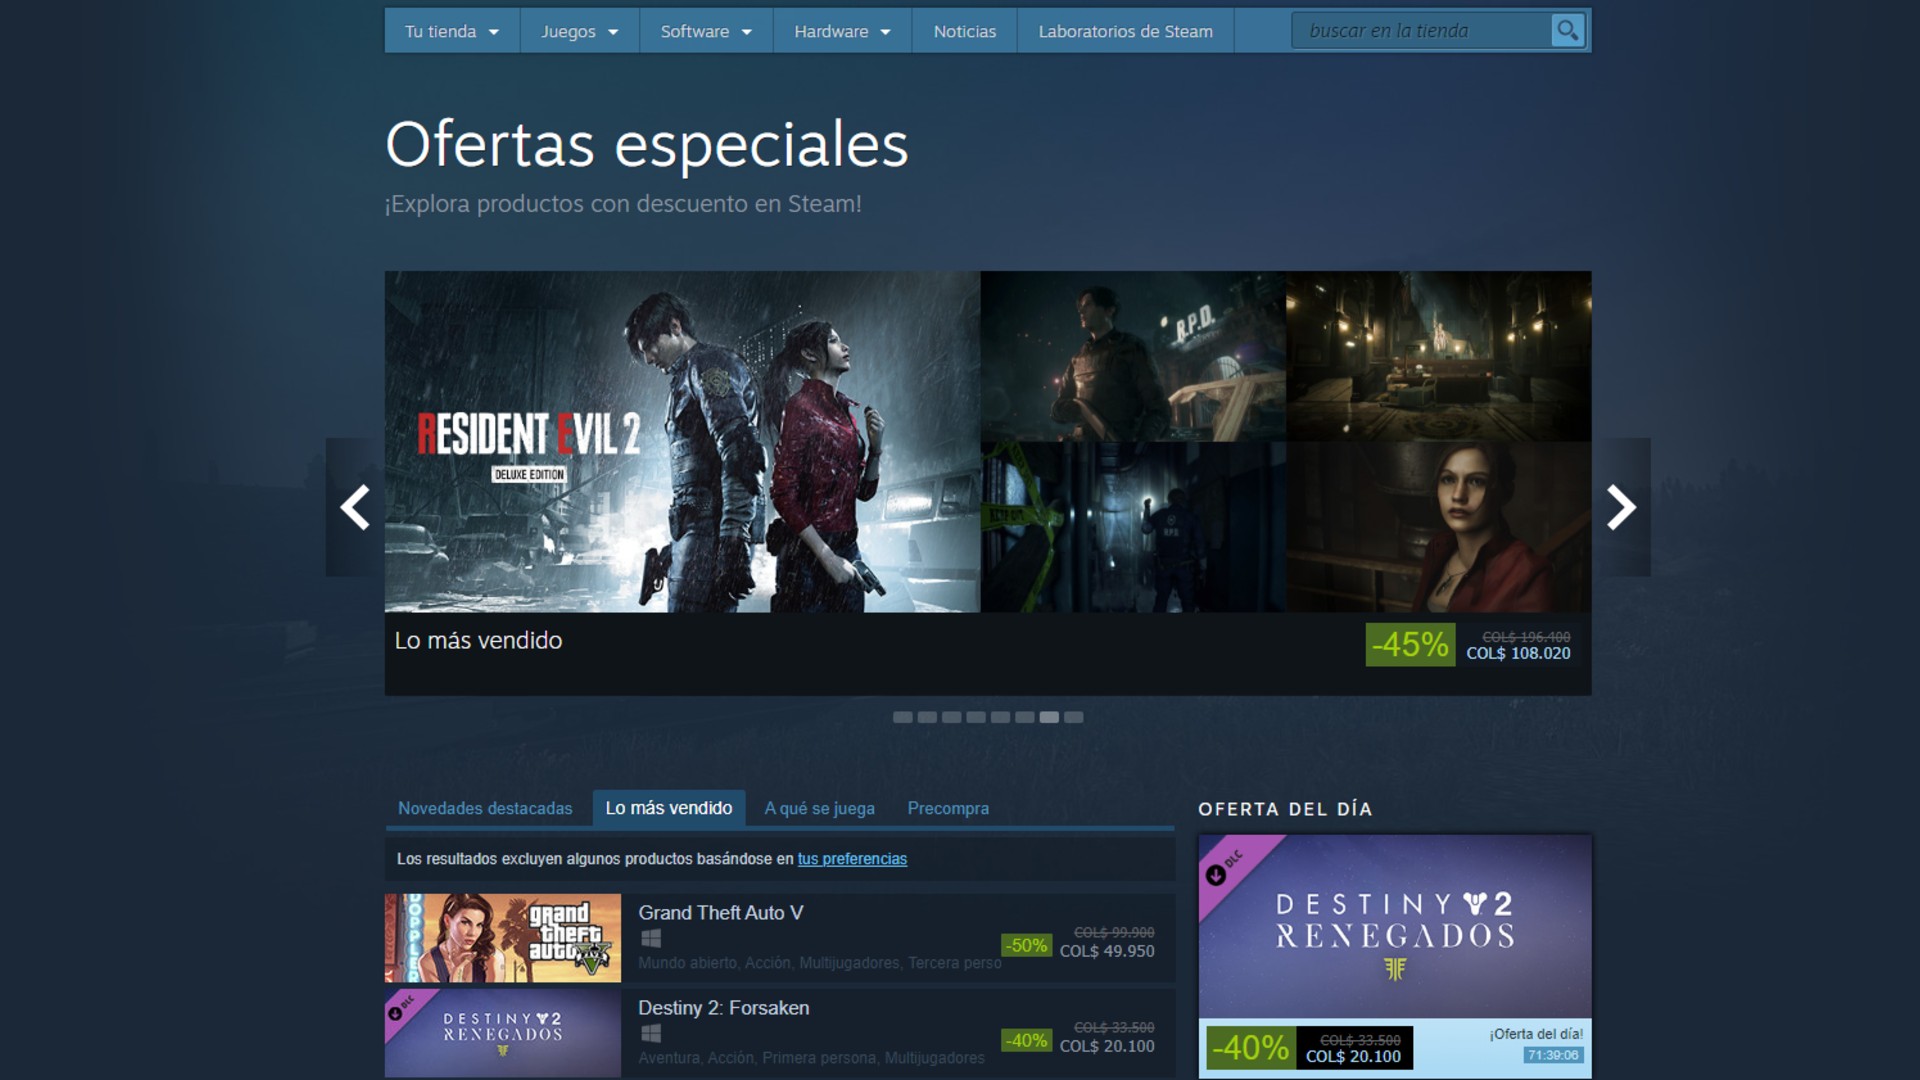 Tu tienda
Juegos
Software
Hardware
Noticias
Laboratorios de Steam
buscar en la tienda
Ofertas especiales
¡Explora productos con descuento en Steam!
RESIDENT EVIL 2
DELUXE EDITION
R.P.D.
KEEP OUT
R.P.D.
Lo más vendido
-45%
COL$ 196.400
COL$ 108.020
Novedades destacadas
Lo más vendido
A qué se juega
Precompra
Los resultados excluyen algunos productos basándose en tus preferencias
DOPPLER
grand
theft
auto V
Grand Theft Auto V
Mundo abierto, Acción, Multijugadores, Tercera perso
-50%
COL$ 99.900
COL$ 49.950
DLC
DESTINY 2
RENEGADOS
Destiny 2: Forsaken
Aventura, Acción, Primera persona, Multijugadores
-40%
COL$ 33.500
COL$ 20.100
OFERTA DEL DÍA
DLC
DESTINY 2
RENEGADOS
-40%
COL$ 33.500
COL$ 20.100
¡Oferta del día!
71:39:06